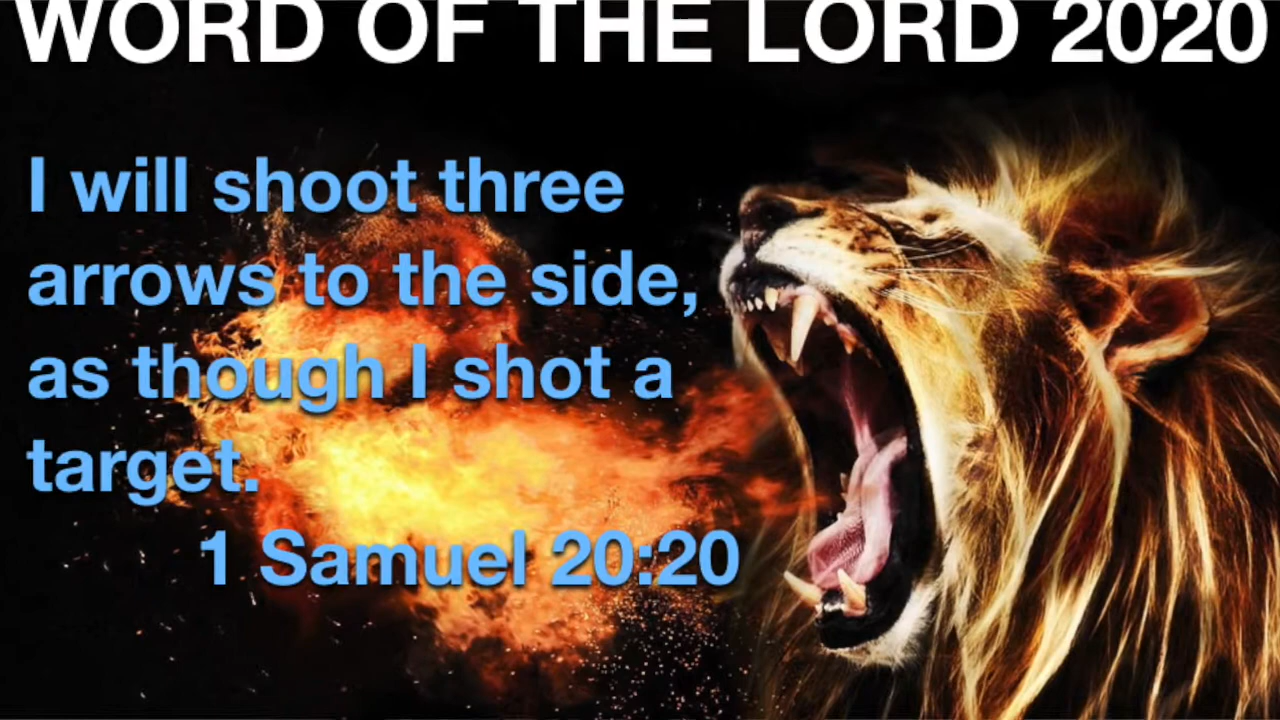 WORD OF THE LORD 2020
I will shoot three
arrows to the side,
as though I shot a
target.
1 Samuel 20:20